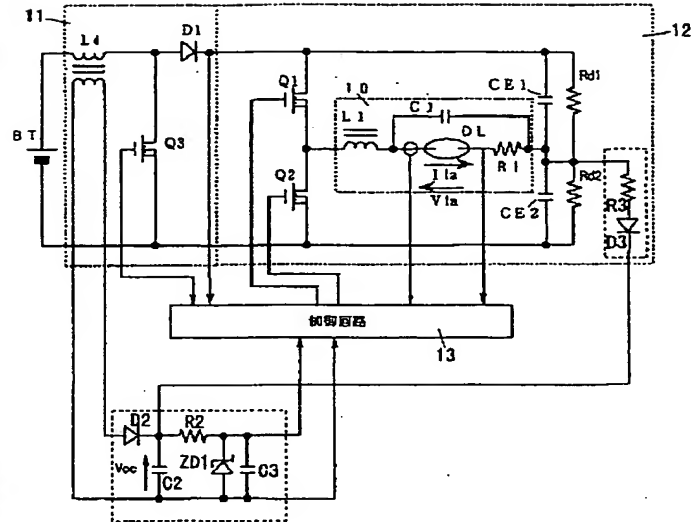 11
L4
D1
12
BT
Q3
Q1
10
L1
C1
DL
R1
CE1
Rd1
Q2
Ila
Vla
CE2
Rd2
R3
D3
制御回路
13
D2
R2
Vcc
C2
ZD1
C3